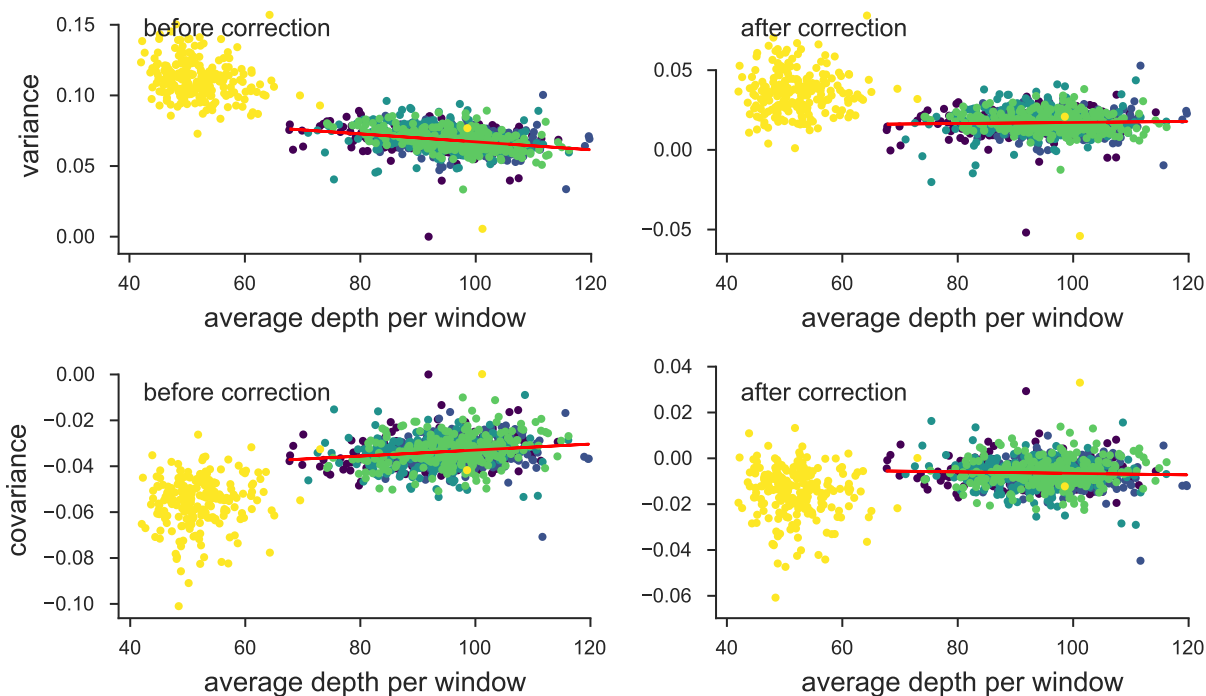 before correction
variance
0.15
0.10
0.05
0.00
40 60 80 100 120
average depth per window
after correction
0.05
0.00
−0.05
40 60 80 100 120
average depth per window
before correction
covariance
0.00
−0.02
−0.04
−0.06
−0.08
−0.10
40 60 80 100 120
average depth per window
after correction
0.04
0.02
0.00
−0.02
−0.04
−0.06
40 60 80 100 120
average depth per window